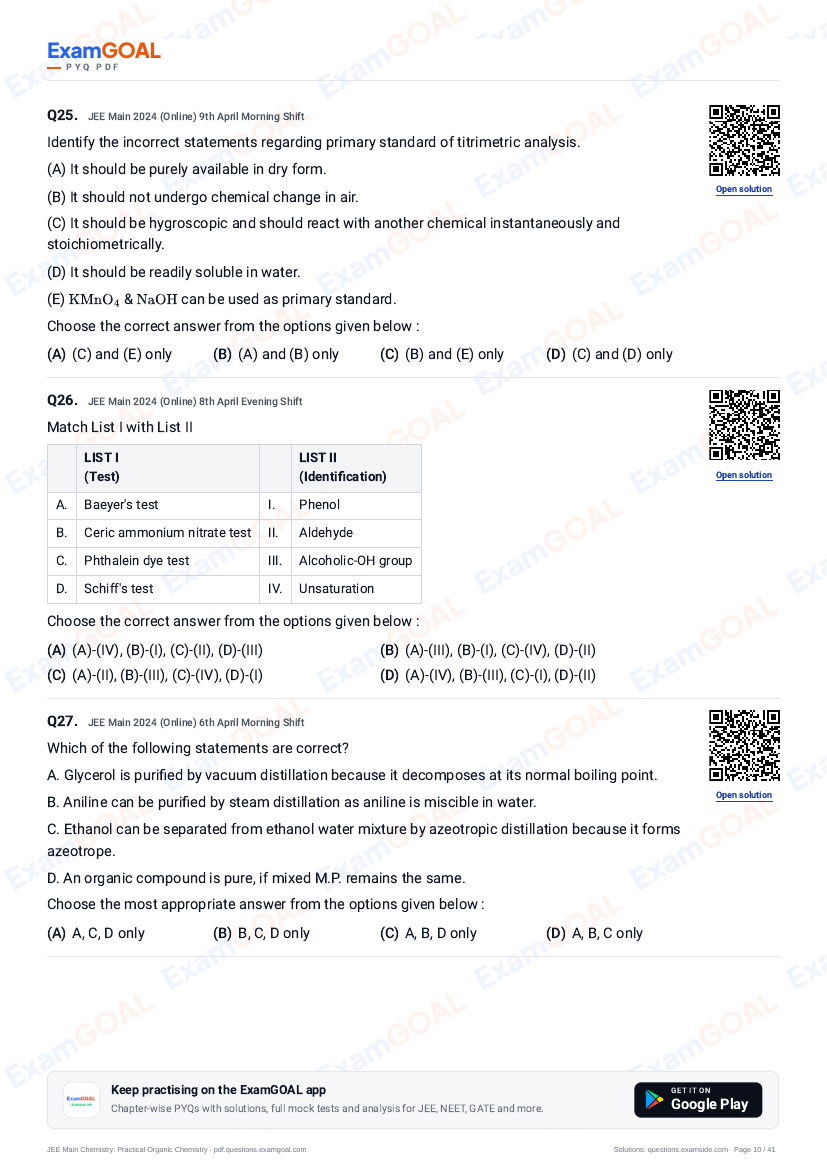 ExamGOAL
PYQ PDF
Q25. JEE Main 2024 (Online) 9th April Morning Shift
Identify the incorrect statements regarding primary standard of titrimetric analysis.
(A) It should be purely available in dry form.
(B) It should not undergo chemical change in air.
(C) It should be hygroscopic and should react with another chemical instantaneously and
stoichiometrically.
(D) It should be readily soluble in water.
(E) KMnO₄ & NaOH can be used as primary standard.
Choose the correct answer from the options given below :
(A) (C) and (E) only (B) (A) and (B) only (C) (B) and (E) only (D) (C) and (D) only
Open solution
Q26. JEE Main 2024 (Online) 8th April Evening Shift
Match List I with List II
LIST I LIST II
(Test) (Identification)
A. Baeyer's test I. Phenol
B. Ceric ammonium nitrate test II. Aldehyde
C. Phthalein dye test III. Alcoholic-OH group
D. Schiff's test IV. Unsaturation
Choose the correct answer from the options given below :
(A) (A)-(IV), (B)-(I), (C)-(II), (D)-(III) (B) (A)-(III), (B)-(I), (C)-(IV), (D)-(II)
(C) (A)-(II), (B)-(III), (C)-(IV), (D)-(I) (D) (A)-(IV), (B)-(III), (C)-(I), (D)-(II)
Open solution
Q27. JEE Main 2024 (Online) 6th April Morning Shift
Which of the following statements are correct?
A. Glycerol is purified by vacuum distillation because it decomposes at its normal boiling point.
B. Aniline can be purified by steam distillation as aniline is miscible in water.
C. Ethanol can be separated from ethanol water mixture by azeotropic distillation because it forms
azeotrope.
D. An organic compound is pure, if mixed M.P. remains the same.
Choose the most appropriate answer from the options given below :
(A) A, C, D only (B) B, C, D only (C) A, B, D only (D) A, B, C only
Open solution
ExamGOAL
Keep practising on the ExamGOAL app
Chapter-wise PYQs with solutions, full mock tests and analysis for JEE, NEET, GATE and more.
GET IT ON
Google Play
JEE Main Chemistry: Practical Organic Chemistry · pdf.questions.examgoal.com
Solutions: questions.examside.com · Page 10 / 41